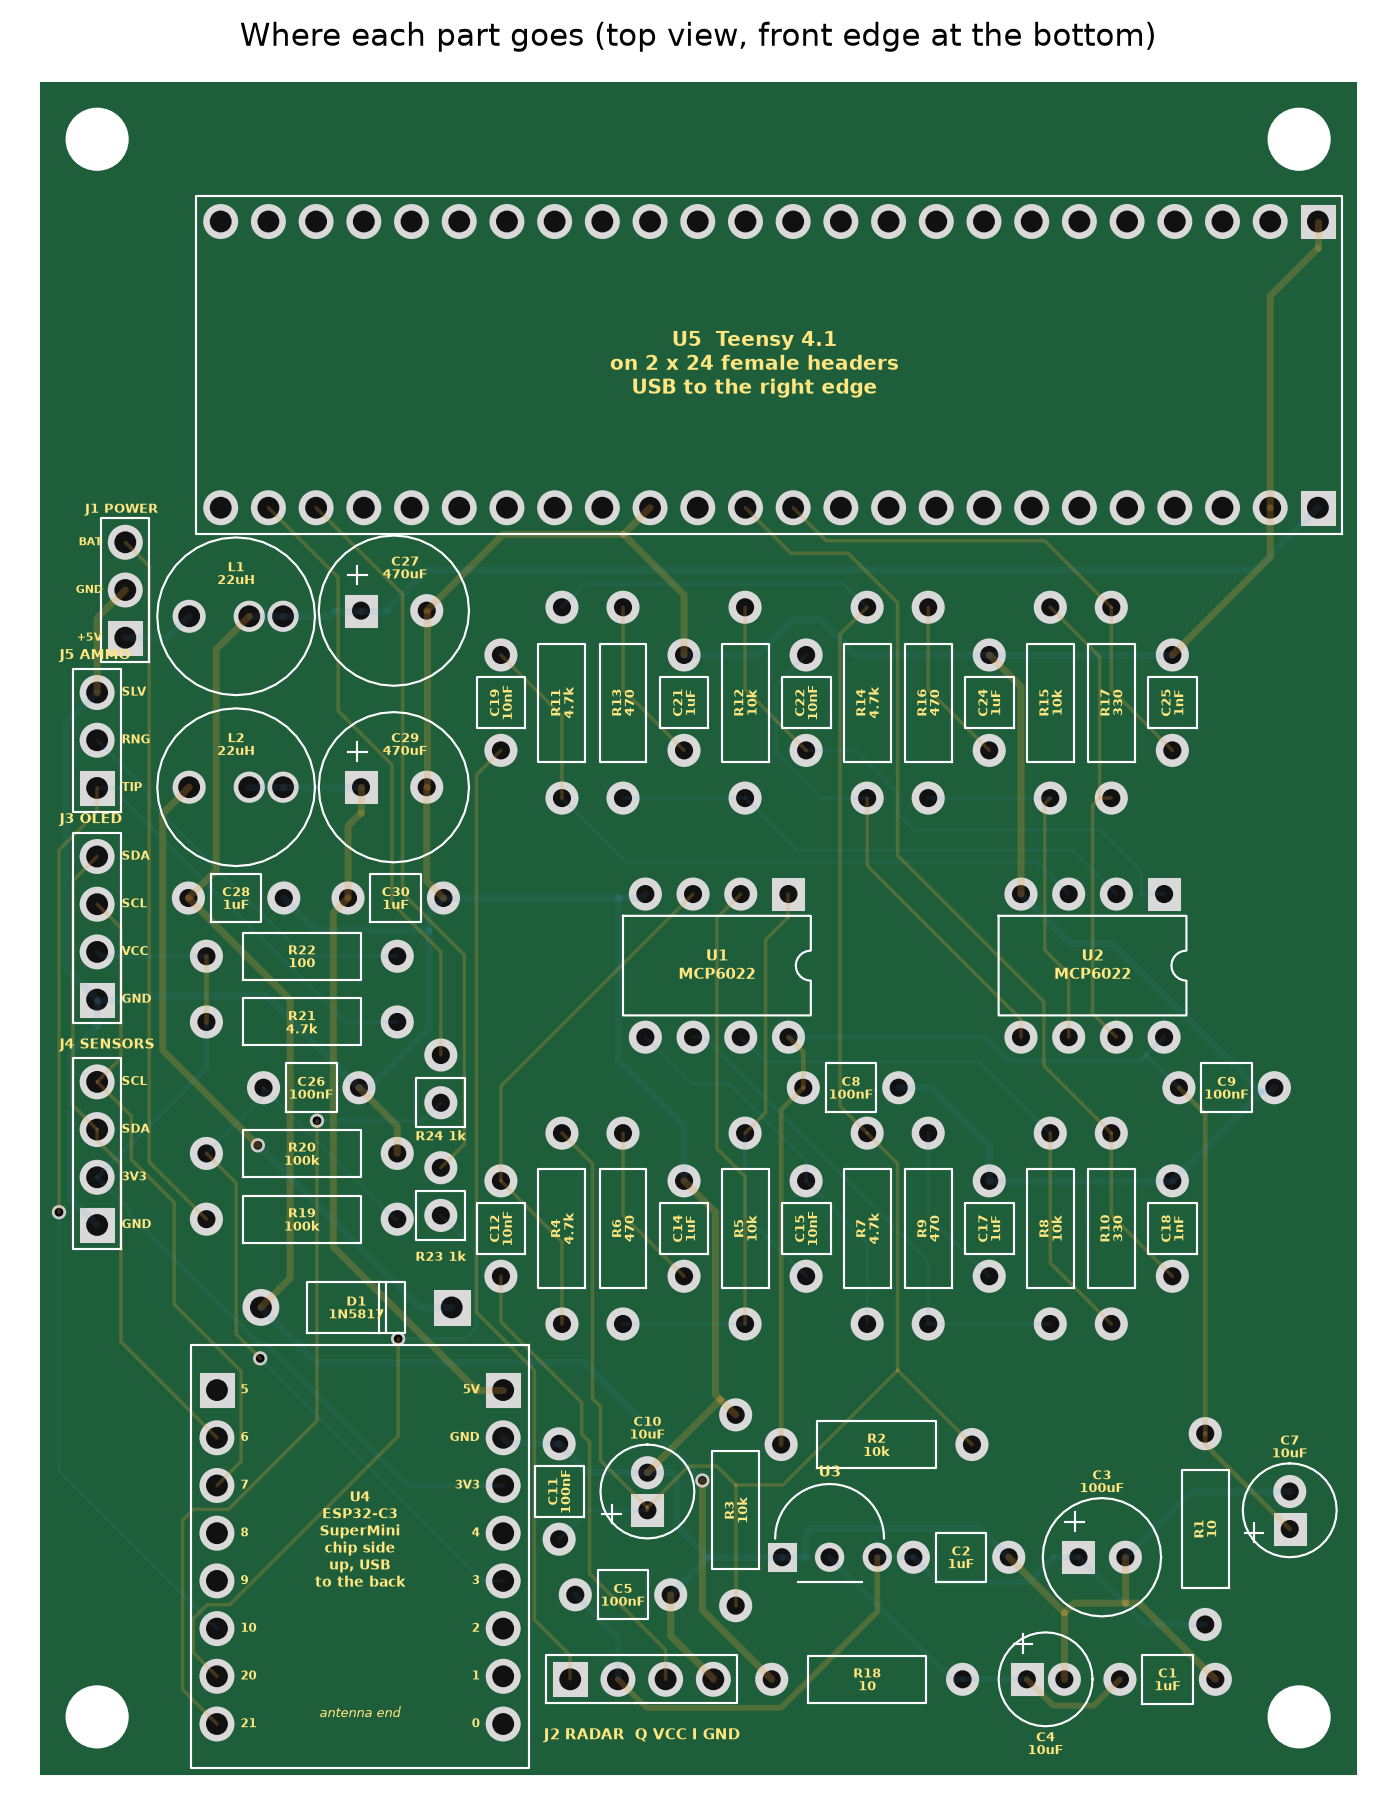 Where each part goes (top view, front edge at the bottom)
U5  Teensy 4.1
on 2 x 24 female headers
USB to the right edge
J1 POWER
BAT
GND
+5V
J5 AMMO
SLV
RNG
TIP
J3 OLED
SDA
SCL
VCC
GND
J4 SENSORS
SCL
SDA
3V3
GND
L1
22uH
C27
470uF
L2
22uH
C29
470uF
C19
10nF
R11
4.7k
R13
470
C21
1uF
R12
10k
C22
10nF
R14
4.7k
R16
470
C24
1uF
R15
10k
R17
330
C25
1nF
C28
1uF
C30
1uF
R22
100
R21
4.7k
C26
100nF
R24 1k
R20
100k
R19
100k
R23 1k
D1
1N5817
U1
MCP6022
U2
MCP6022
C8
100nF
C9
100nF
C12
10nF
R4
4.7k
R6
470
C14
1uF
R5
10k
C15
10nF
R7
4.7k
R9
470
C17
1uF
R8
10k
R10
330
C18
1nF
5
6
7
8
9
10
20
21
5V
GND
3V3
4
3
2
1
0
U4
ESP32-C3
SuperMini
chip side
up, USB
to the back
antenna end
C10
10uF
C11
100nF
R3
10k
R2
10k
U3
C2
1uF
C3
100uF
R1
10
C7
10uF
C5
100nF
R18
10
C1
1uF
C4
10uF
J2 RADAR  Q VCC I GND